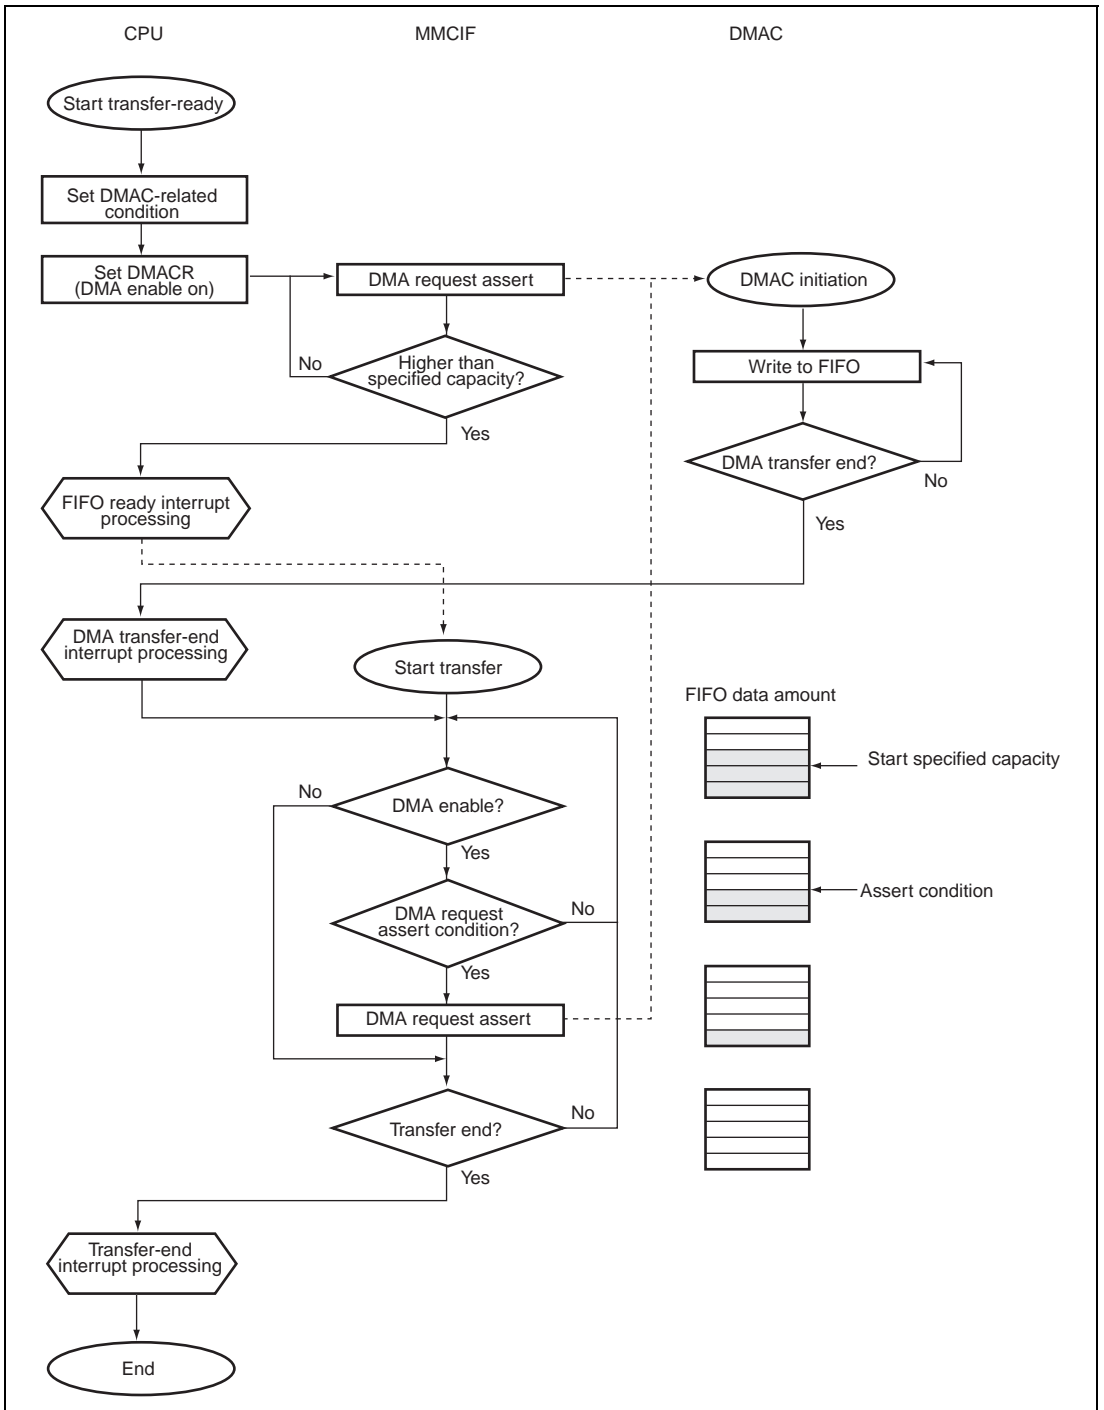 CPU
MMCIF
DMAC
Start transfer-ready
Set DMAC-related
condition
Set DMACR
(DMA enable on)
DMA request assert
DMAC initiation
No
Higher than
specified capacity?
Yes
Write to FIFO
DMA transfer end?
No
Yes
FIFO ready interrupt
processing
DMA transfer-end
interrupt processing
Start transfer
FIFO data amount
Start specified capacity
No
DMA enable?
Yes
Assert condition
DMA request
assert condition?
No
Yes
DMA request assert
Transfer end?
No
Yes
Transfer-end
interrupt processing
End